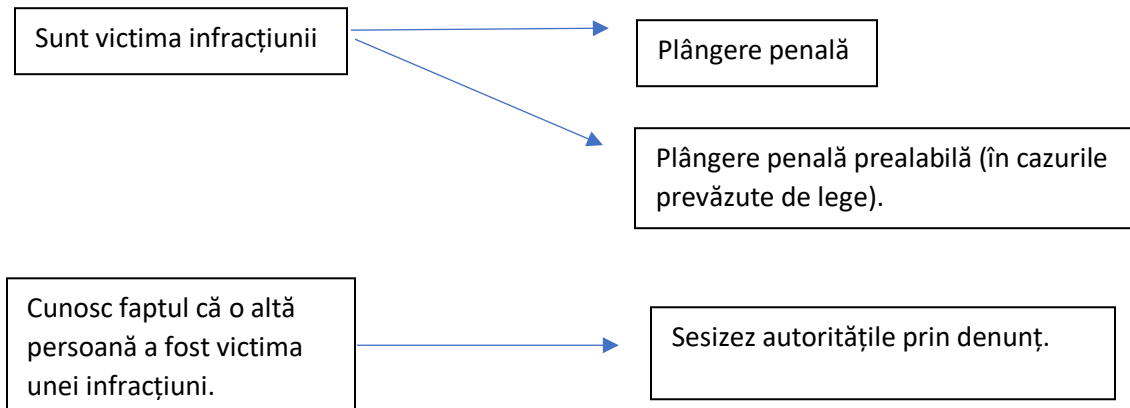 Sunt victima infracțiunii
Plângere penală
Plângere penală prealabilă (în cazurile
prevăzute de lege).
Cunosc faptul că o altă
persoană a fost victima
unei infracțiuni.
Sesizez autoritățile prin denunț.